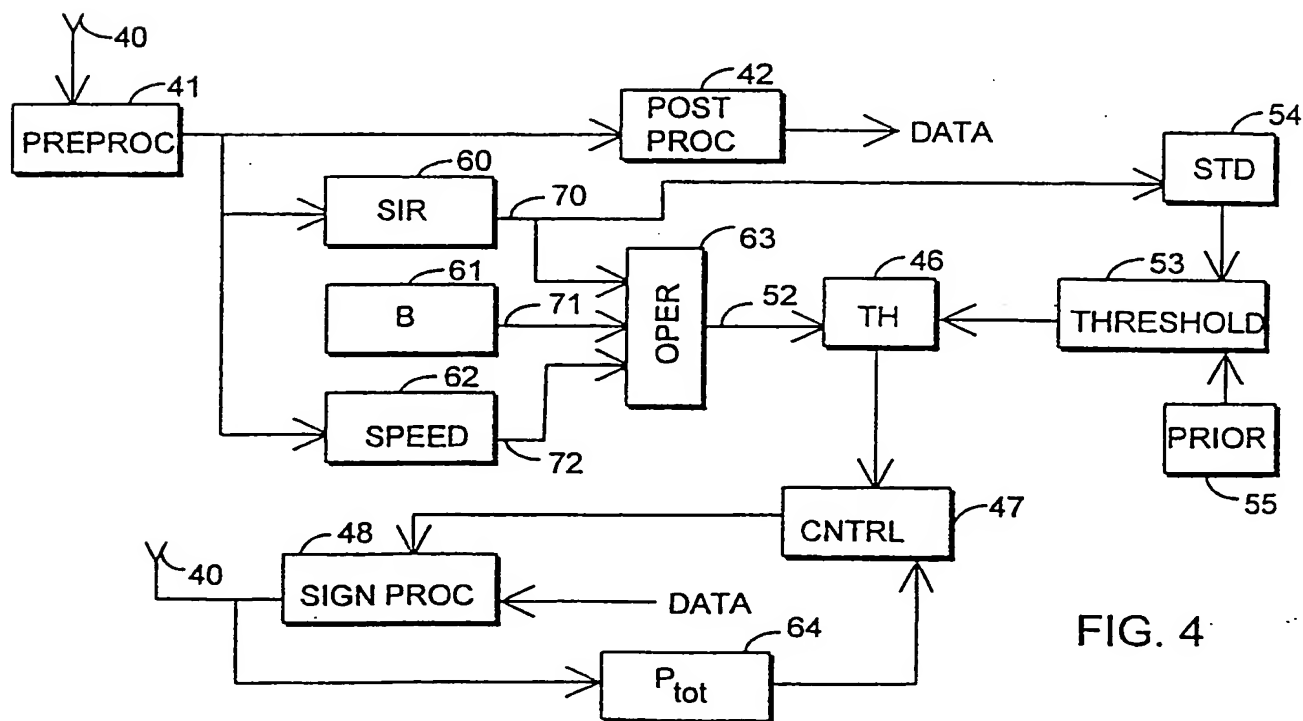 40
41
PREPROC
42
POST
PROC
DATA
54
STD
60
SIR
70
63
OPER
61
B
71
52
46
TH
53
THRESHOLD
62
SPEED
72
PRIOR
55
47
CNTRL
48
40
SIGN PROC
DATA
64
Ptot
FIG. 4